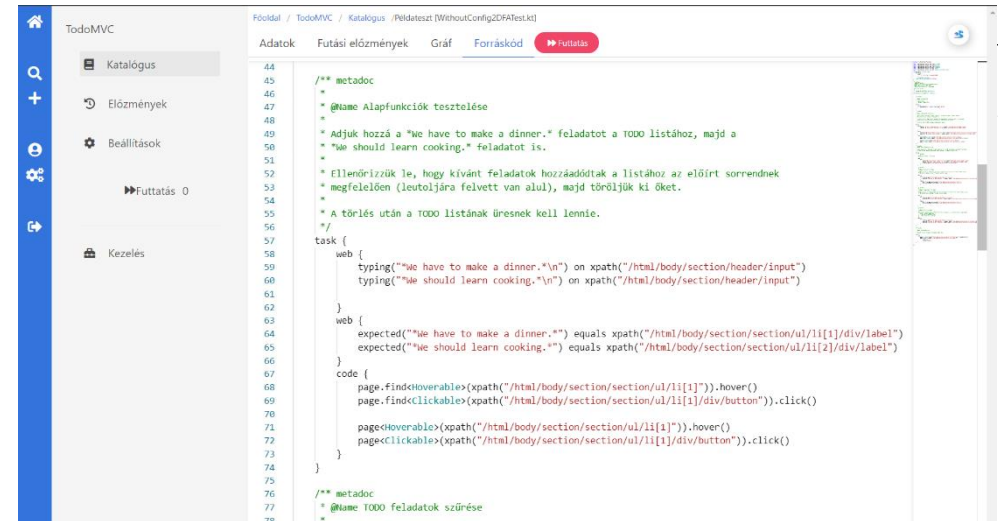 Főoldal / TodoMVC / Katalógus /Példateszt [WithoutConfig2DFATest.kt]
TodoMVC
Adatok Futási előzmények Gráf Forráskód Futtatás
Katalógus
Előzmények
Beállítások
Futtatás 0
Kezelés
44
45 /** metadoc
46 *
47 * @Name Alapfunkciók tesztelése
48 *
49 * Adjuk hozzá a "We have to make a dinner.* feladatot a TODO listához, majd a
50 * "We should learn cooking.* feladatot is.
51 *
52 * Ellenőrizzük le, hogy kívánt feladatok hozzáadódtak a listához az előírt sorrendnek
53 * megfelelően (leutoljára felvett van alul), majd töröljük ki őket.
54 *
55 * A törlés után a TODO listának üresnek kell lennie.
56 */
57 task {
58 web {
59 typing("*We have to make a dinner.*\n") on xpath("/html/body/section/header/input")
60 typing("*We should learn cooking.*\n") on xpath("/html/body/section/header/input")
61
62 }
63 web {
64 expected("*We have to make a dinner.*") equals xpath("/html/body/section/section/ul/li[1]/div/label")
65 expected("*We should learn cooking.*") equals xpath("/html/body/section/section/ul/li[2]/div/label")
66 }
67 code {
68 page.find<Hoverable>(xpath("/html/body/section/section/ul/li[1]")).hover()
69 page.find<Clickable>(xpath("/html/body/section/section/ul/li[1]/div/button")).click()
70
71 page<Hoverable>(xpath("/html/body/section/section/ul/li[1]")).hover()
72 page<Clickable>(xpath("/html/body/section/section/ul/li[1]/div/button")).click()
73 }
74 }
75
76 /** metadoc
77 * @Name TODO feladatok szűrése
78 *